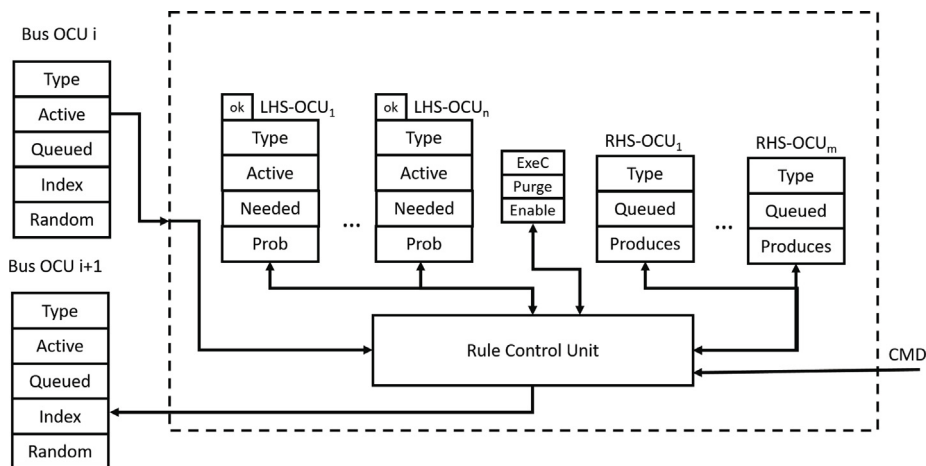 Bus OCU i
Type
Active
Queued
Index
Random
Bus OCU i+1
Type
Active
Queued
Index
Random
ok LHS-OCU₁
Type
Active
Needed
Prob
...
ok LHS-OCUₙ
Type
Active
Needed
Prob
ExeC
Purge
Enable
RHS-OCU₁
Type
Queued
Produces
...
RHS-OCUₘ
Type
Queued
Produces
Rule Control Unit
CMD